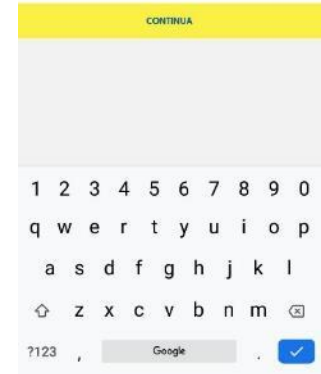 CONTINUA
1 2 3 4 5 6 7 8 9 0
q w e r t y u i o p
a s d f g h j k l
z x c v b n m
?123 , Google .